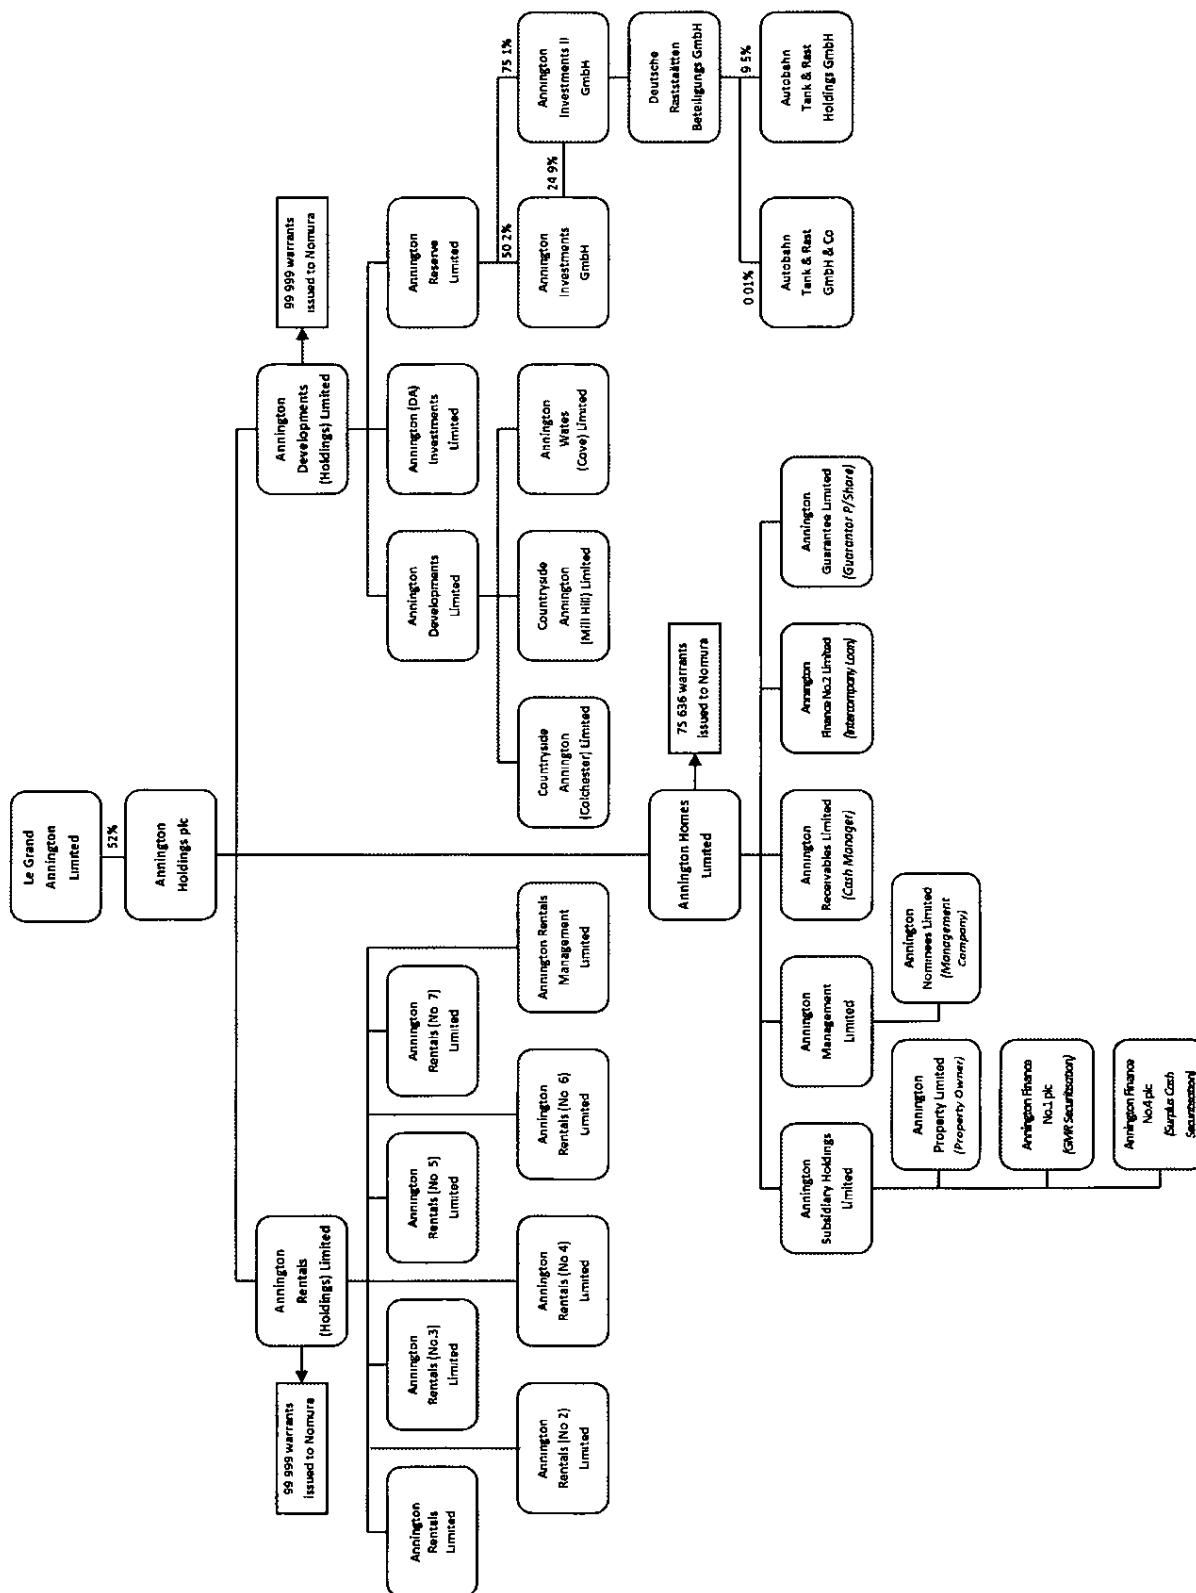 Le Grand
Annington
Limited
52%
Annington
Holdings plc
Annington
Rentals
(Holdings) Limited
99 999 warrants
issued to Nomura
Annington
Developments
(Holdings) Limited
99 999 warrants
issued to Nomura
Annington
Rentals
Limited
Annington
Rentals (No.3)
Limited
Annington
Rentals (No 5)
Limited
Annington
Rentals (No 7)
Limited
Annington
Rentals (No 2)
Limited
Annington
Rentals (No 4)
Limited
Annington
Rentals (No 6)
Limited
Annington Rentals
Management
Limited
Annington
Developments
Limited
Annington (DA)
Investments
Limited
Annington
Reserve
Limited
Countryside
Annington
(Colchester) Limited
Countryside
Annington
(Mill Hill) Limited
Annington
Wates
(Cove) Limited
50 2%
75 1%
Annington
Investments
GmbH
24 9%
Annington
Investments II
GmbH
Deutsche
Raststaätten
Beteiligungs GmbH
0 01%
9 5%
Autobahn
Tank & Rast
GmbH & Co
Autobahn
Tank & Rast
Holdings GmbH
Annington Homes
Limited
75 636 warrants
issued to Nomura
Annington
Subsidiary Holdings
Limited
Annington
Management
Limited
Annington
Receivables Limited
(Cash Manager)
Annington
Finance No.2 Limited
(Intercompany Loan)
Annington
Guarantee Limited
(Guarantor P/Share)
Annington
Property Limited
(Property Owner)
Annington
Nominees Limited
(Management
Company)
Annington Finance
No.1 plc
(GMR Securitisation)
Annington Finance
No.4 plc
(Surplus Cash
Securitisation)